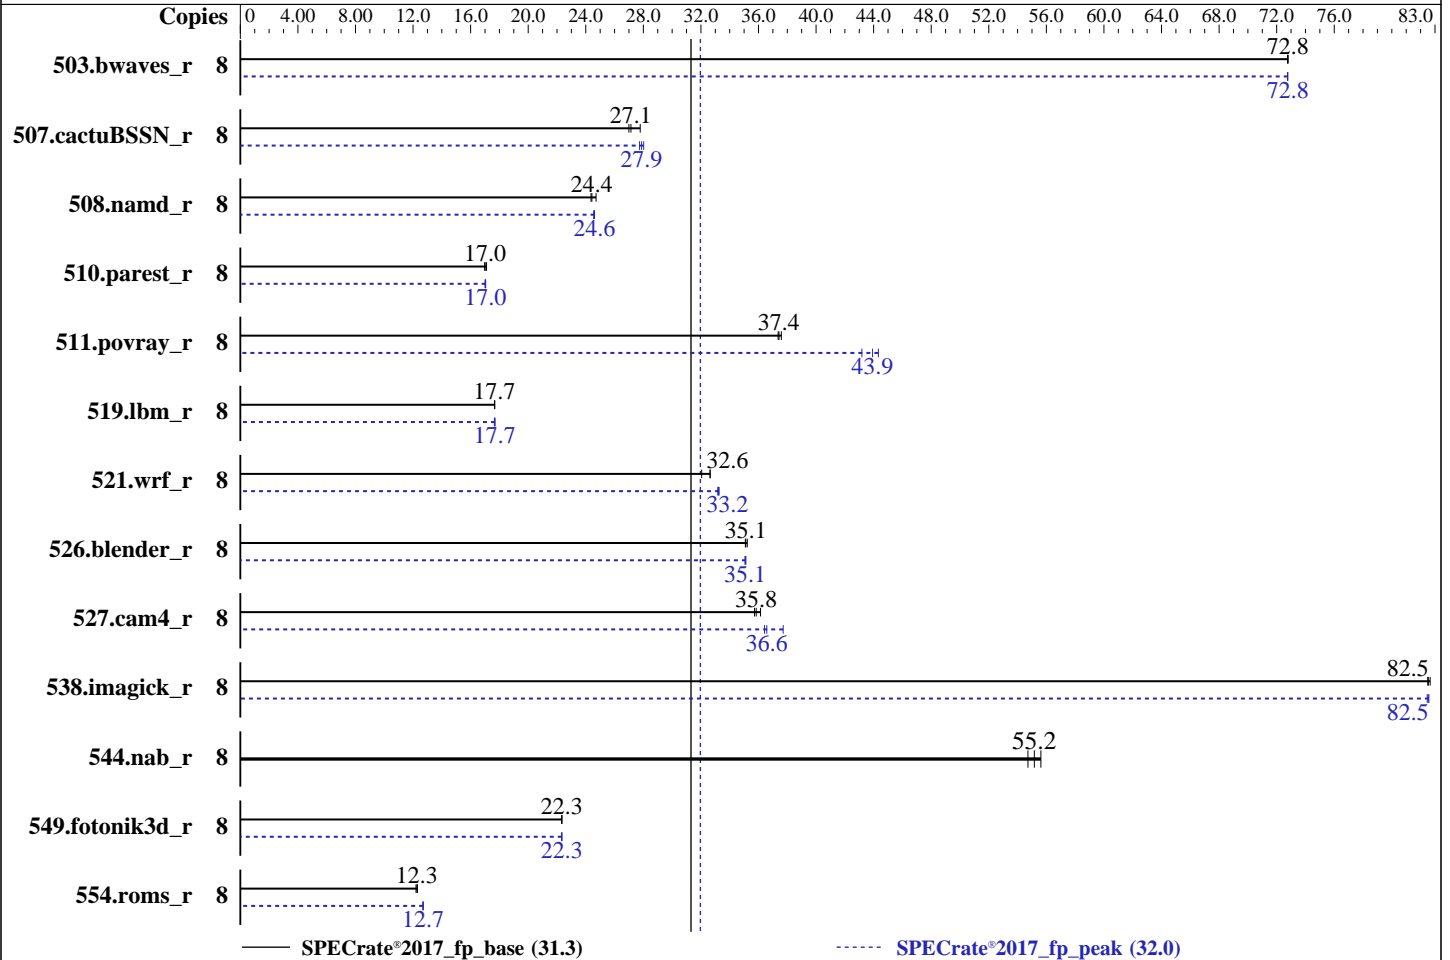 Copies 0 4.00 8.00 12.0 16.0 20.0 24.0 28.0 32.0 36.0 40.0 44.0 48.0 52.0 56.0 60.0 64.0 68.0 72.0 76.0 83.0
503.bwaves_r 8 72.8
72.8
507.cactuBSSN_r 8 27.1
27.9
508.namd_r 8 24.4
24.6
510.parest_r 8 17.0
17.0
511.povray_r 8 37.4
43.9
519.lbm_r 8 17.7
17.7
521.wrf_r 8 32.6
33.2
526.blender_r 8 35.1
35.1
527.cam4_r 8 35.8
36.6
538.imagick_r 8 82.5
82.5
544.nab_r 8 55.2
549.fotonik3d_r 8 22.3
22.3
554.roms_r 8 12.3
12.7
SPECrate®2017_fp_base (31.3) SPECrate®2017_fp_peak (32.0)